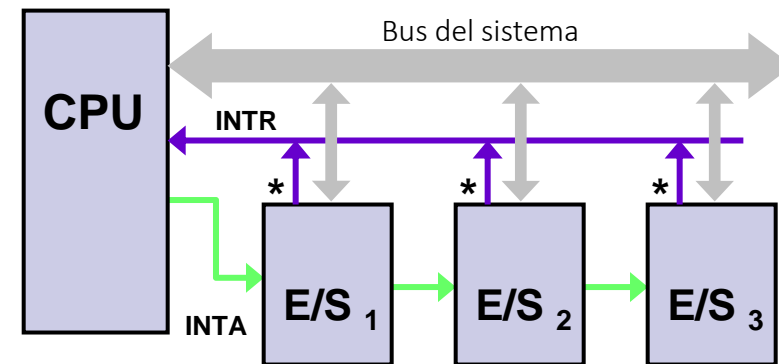 Bus del sistema
CPU
INTR
* * *
INTA
E/S 1
E/S 2
E/S 3